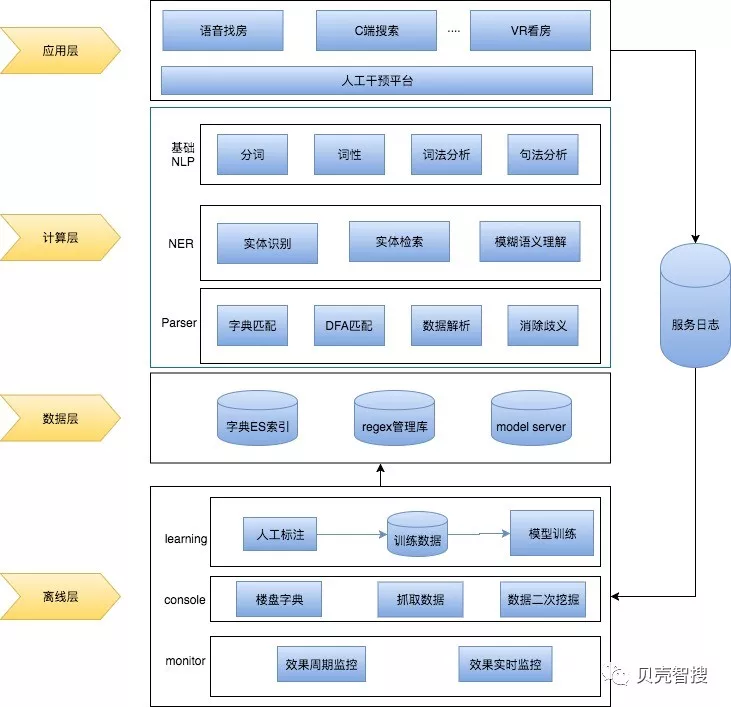 应用层
语音找房
C端搜索
····
VR看房
人工干预平台
计算层
基础
NLP
分词
词性
词法分析
句法分析
NER
实体识别
实体检索
模糊语义理解
Parser
字典匹配
DFA匹配
数据解析
消除歧义
服务日志
数据层
字典ES索引
regex管理库
model server
离线层
learning
人工标注
训练数据
模型训练
console
楼盘字典
抓取数据
数据二次挖掘
monitor
效果周期监控
效果实时监控
贝壳智搜